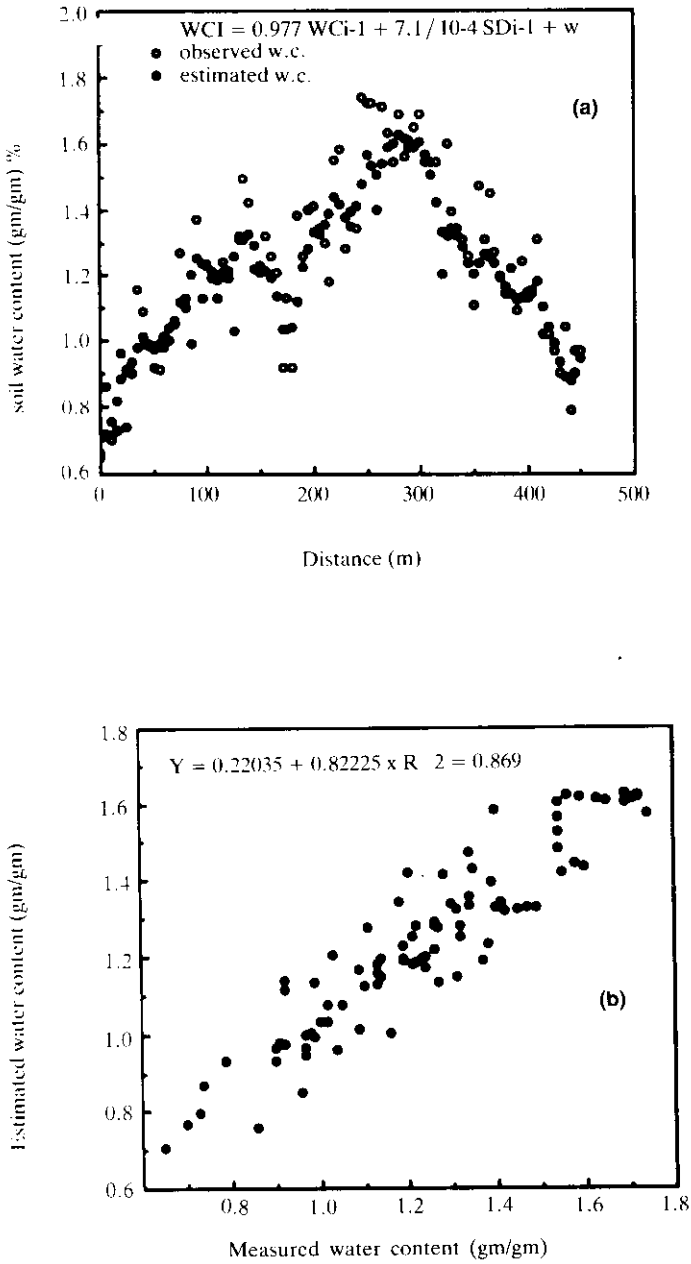 WCI = 0.977 WCi-1 + 7.1/10-4 SDi-1 + w
observed w.c.
estimated w.c.
(a)
soil water content (gm/gm) %
2.0
1.8
1.6
1.4
1.2
1.0
0.8
0.6
0
100
200
300
400
500
Distance (m)
Y = 0.22035 + 0.82225 x R 2 = 0.869
(b)
Estimated water content (gm/gm)
1.8
1.6
1.4
1.2
1.0
0.8
0.6
0.8
1.0
1.2
1.4
1.6
1.8
Measured water content (gm/gm)